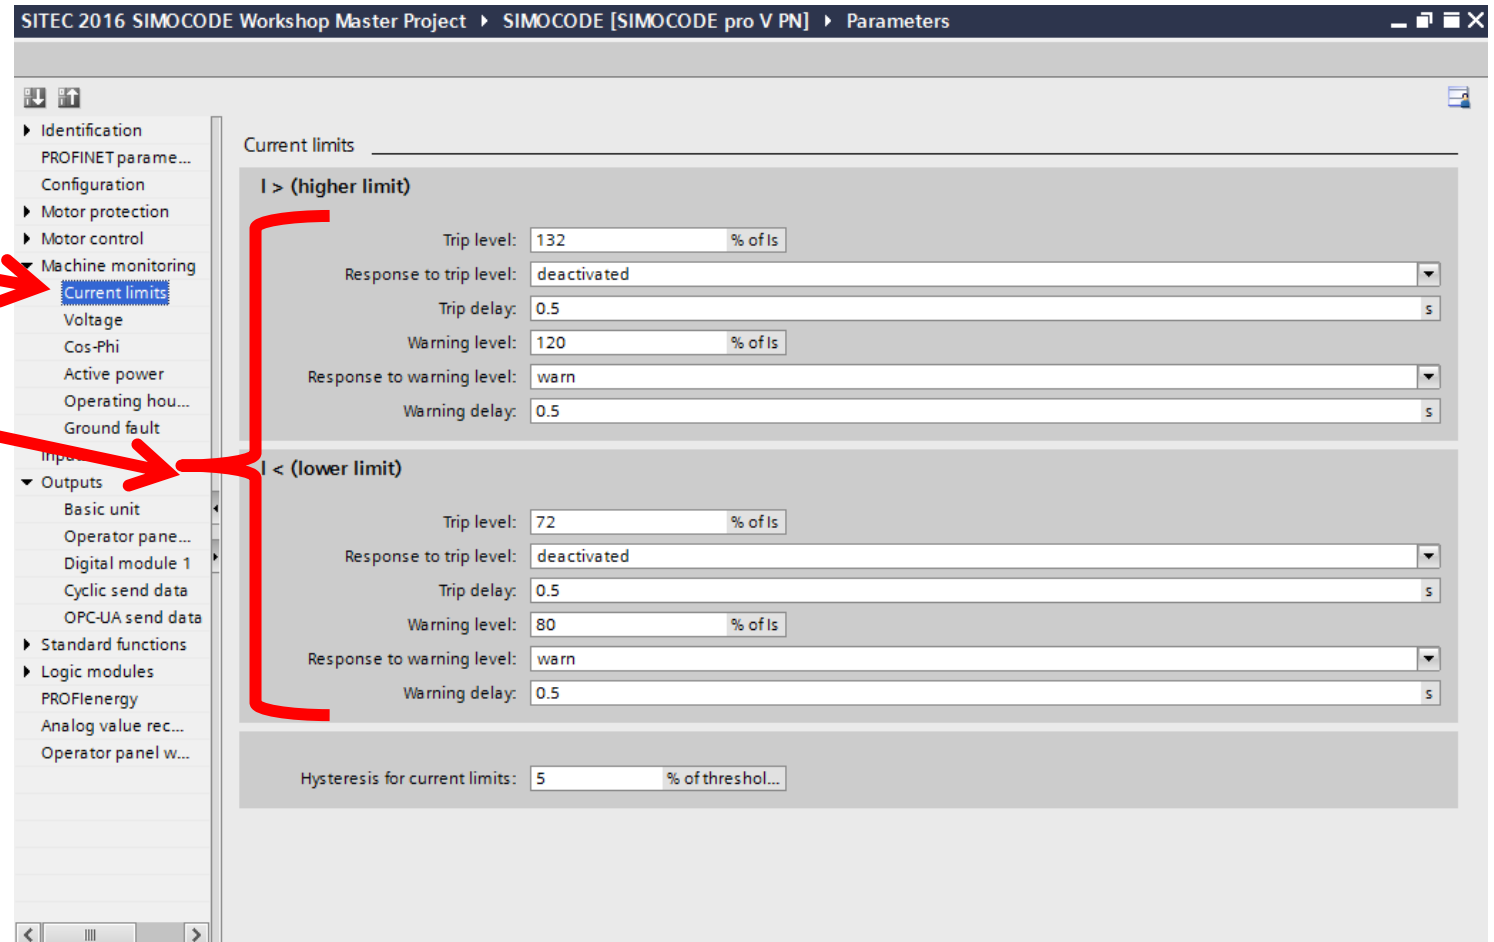 SITEC 2016 SIMOCODE Workshop Master Project ▸ SIMOCODE [SIMOCODE pro V PN] ▸ Parameters
Identification
PROFINET parame...
Configuration
Motor protection
Motor control
Machine monitoring
Current limits
Voltage
Cos-Phi
Active power
Operating hou...
Ground fault
Outputs
Basic unit
Operator pane...
Digital module 1
Cyclic send data
OPC-UA send data
Standard functions
Logic modules
PROFIenergy
Analog value rec...
Operator panel w...
Current limits
I > (higher limit)
Trip level: 132 % of Is
Response to trip level: deactivated
Trip delay: 0.5 s
Warning level: 120 % of Is
Response to warning level: warn
Warning delay: 0.5 s
I < (lower limit)
Trip level: 72 % of Is
Response to trip level: deactivated
Trip delay: 0.5 s
Warning level: 80 % of Is
Response to warning level: warn
Warning delay: 0.5 s
Hysteresis for current limits: 5 % of threshol...